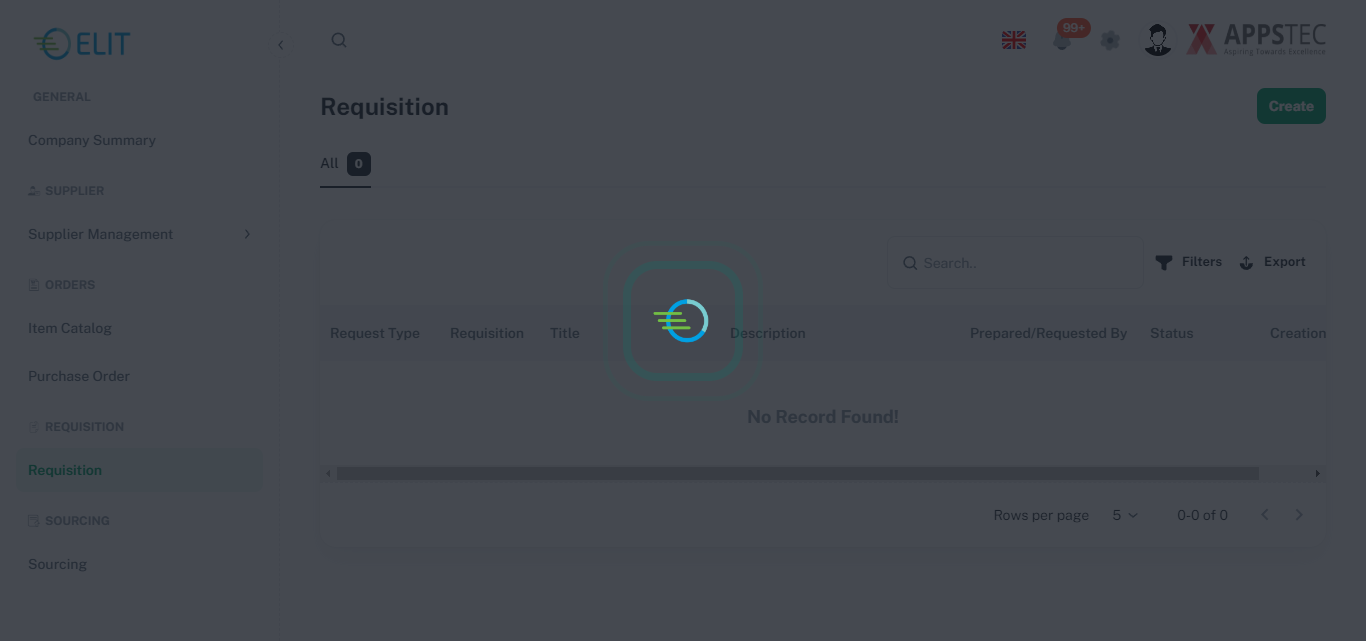 ELIT
99+
APPSTEC
Aspiring Towards Excellence
GENERAL
Requisition
Create
Company Summary
All 0
SUPPLIER
Supplier Management
Search..
Filters
Export
ORDERS
Item Catalog
Request Type
Requisition
Title
Description
Prepared/Requested By
Status
Creation
Purchase Order
No Record Found!
REQUISITION
Requisition
Rows per page 5 0-0 of 0
SOURCING
Sourcing